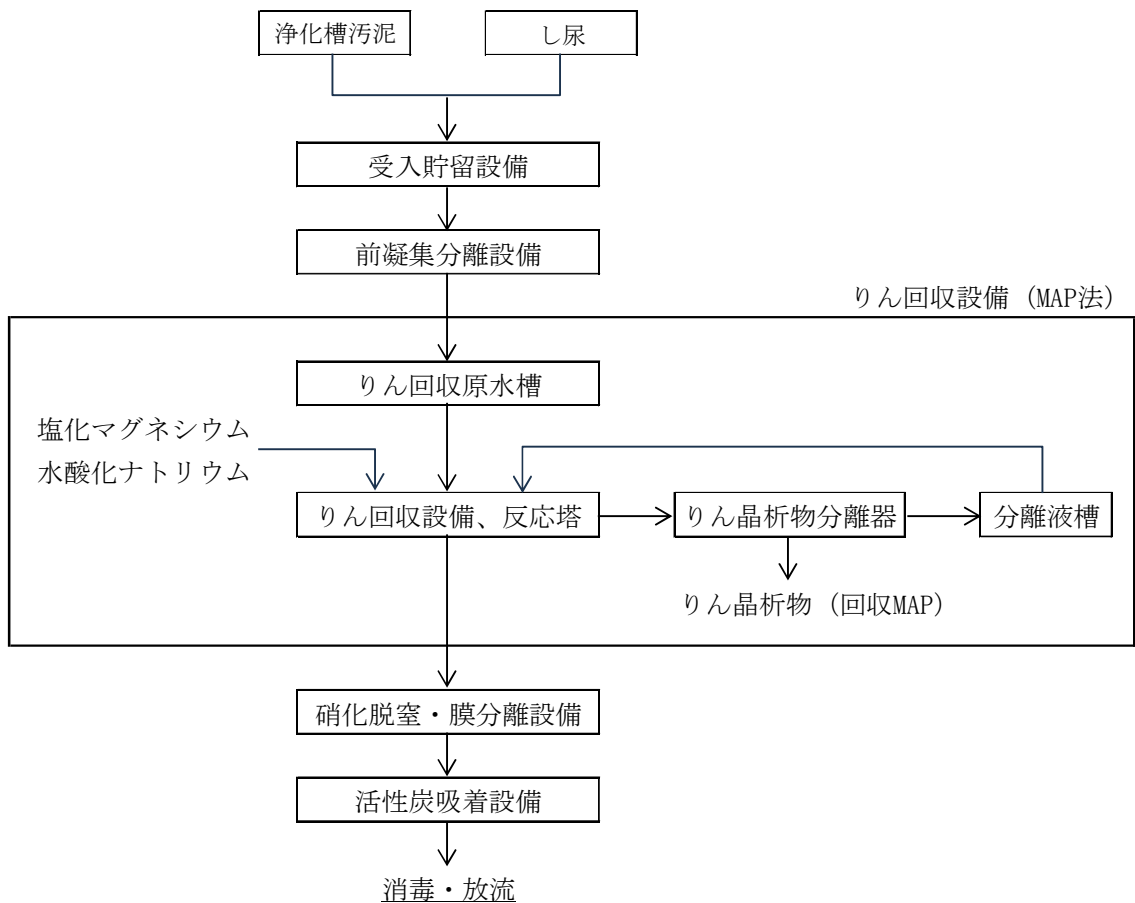 浄化槽汚泥
し尿
受入貯留設備
前凝集分離設備
りん回収設備（MAP法）
りん回収原水槽
塩化マグネシウム
水酸化ナトリウム
りん回収設備、反応塔
りん晶析物分離器
分離液槽
りん晶析物（回収MAP）
硝化脱窒・膜分離設備
活性炭吸着設備
消毒・放流